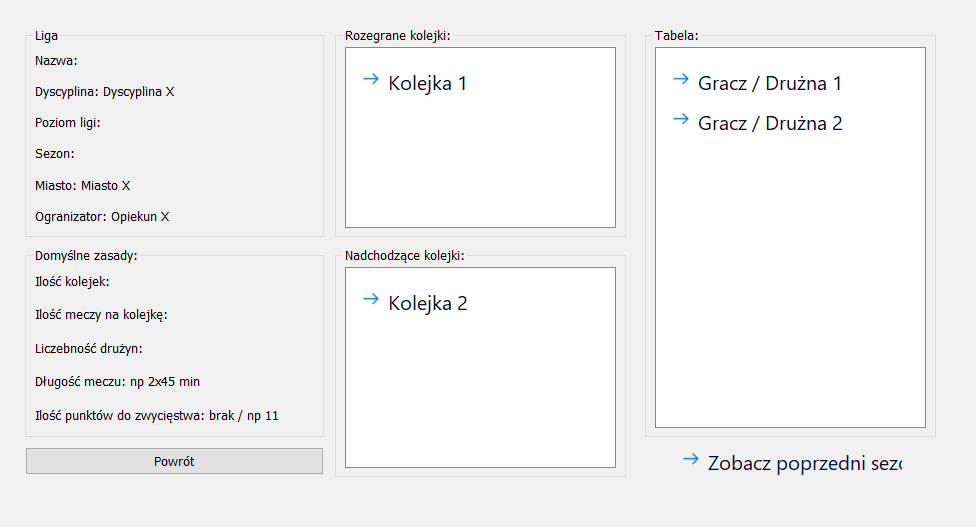 Liga
Nazwa:
Dyscyplina: Dyscyplina X
Poziom ligi:
Sezon:
Miasto: Miasto X
Ogranizator: Opiekun X
Domyślne zasady:
Ilość kolejek:
Ilość meczy na kolejkę:
Liczebność drużyn:
Długość meczu: np 2x45 min
Ilość punktów do zwycięstwa: brak / np 11
Powrót
Rozegrane kolejki:
Kolejka 1
Nadchodzące kolejki:
Kolejka 2
Tabela:
Gracz / Drużna 1
Gracz / Drużna 2
Zobacz poprzedni sez